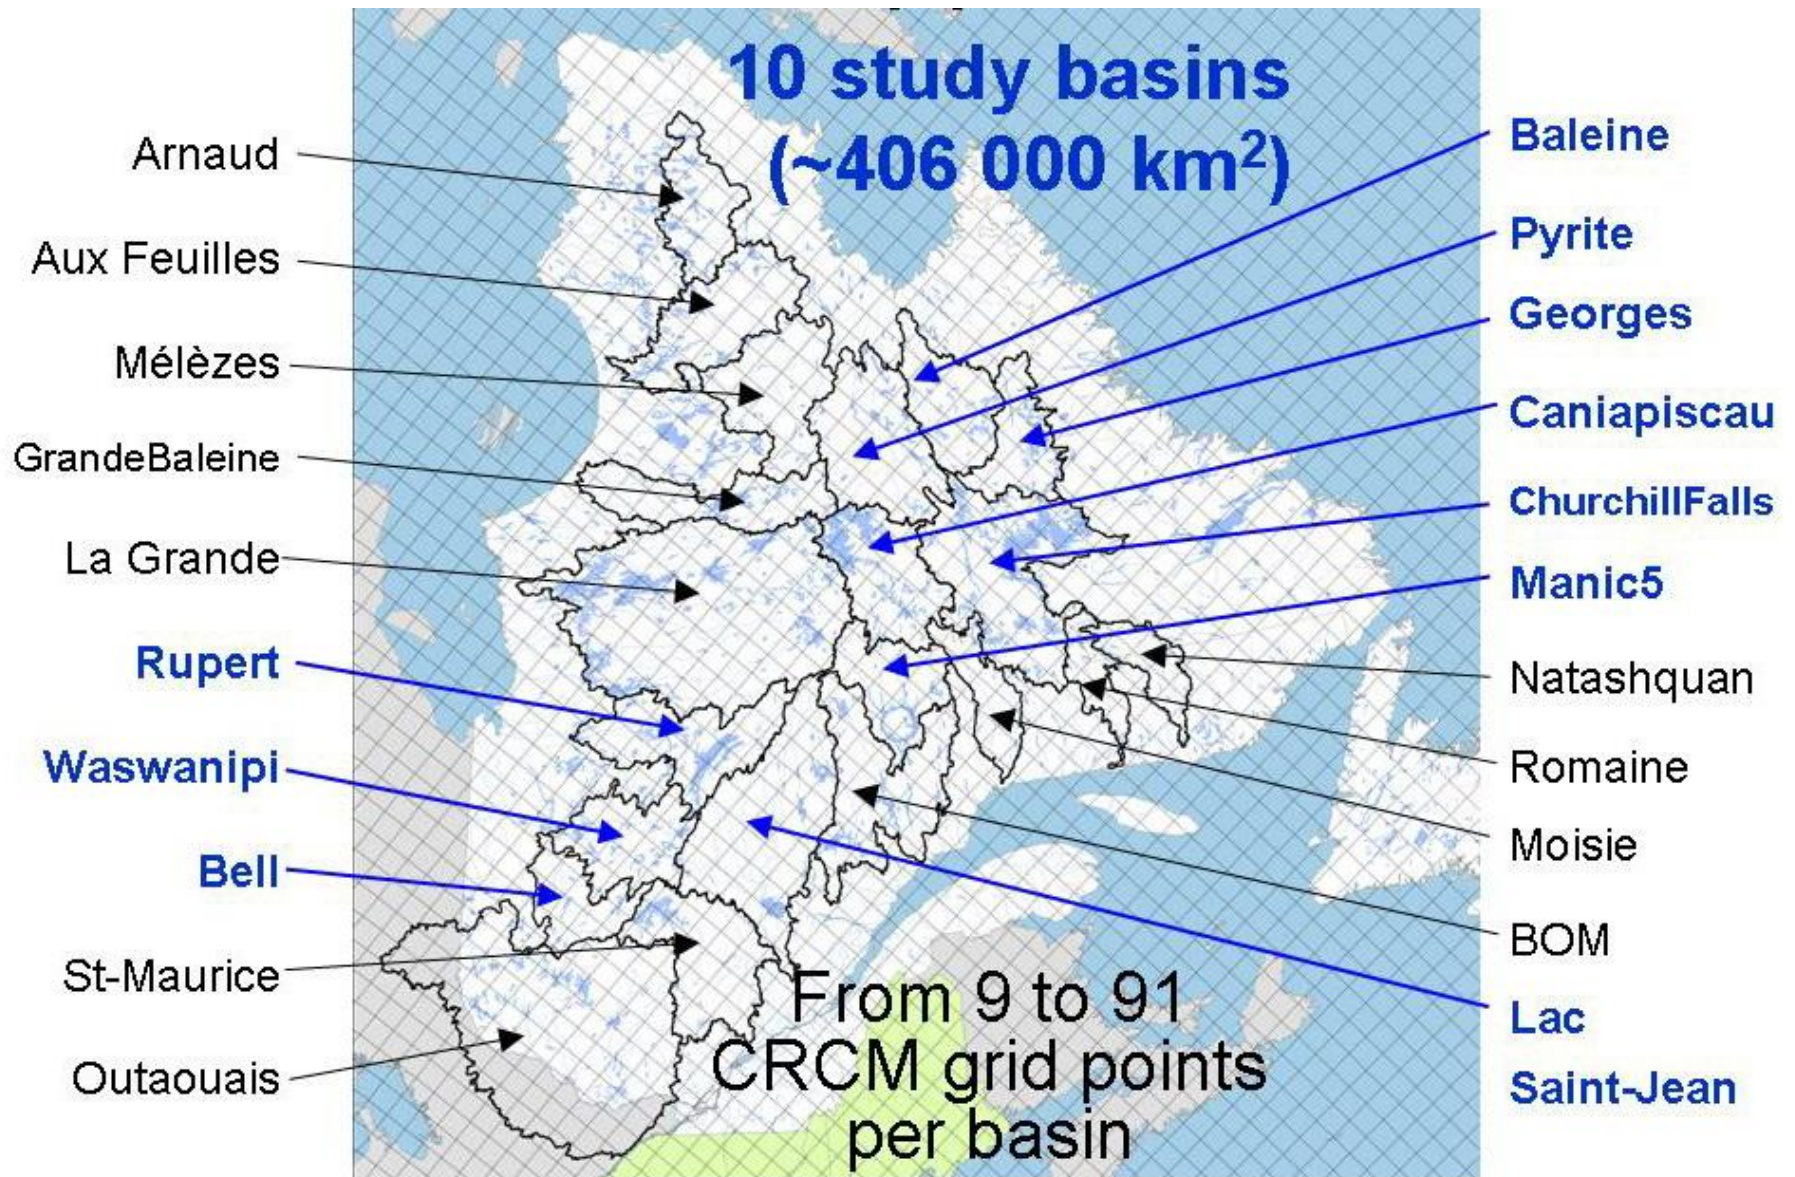 10 study basins
(~406 000 km²)
Arnaud
Aux Feuilles
Mélèzes
GrandeBaleine
La Grande
Rupert
Waswanipi
Bell
St-Maurice
Outaouais
Baleine
Pyrite
Georges
Caniapiscau
ChurchillFalls
Manic5
Natashquan
Romaine
Moisie
BOM
Lac
Saint-Jean
From 9 to 91
CRCM grid points
per basin